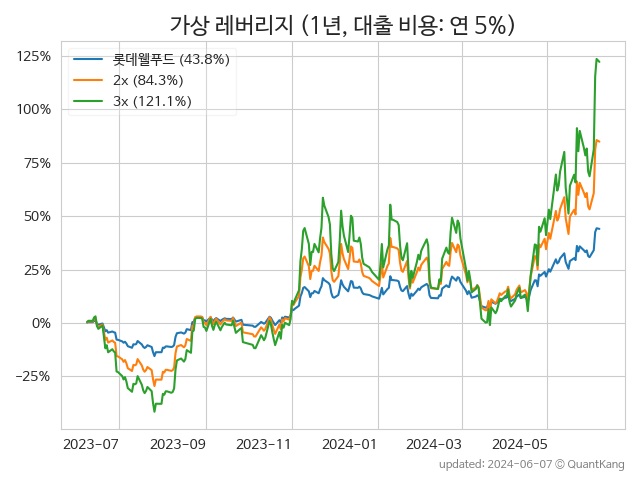 가상 레버리지 (1년, 대출 비용: 연 5%)
125%
100%
75%
50%
25%
0%
−25%
롯데웰푸드 (43.8%)
2x (84.3%)
3x (121.1%)
2023-07
2023-09
2023-11
2024-01
2024-03
2024-05
updated: 2024-06-07 © QuantKang